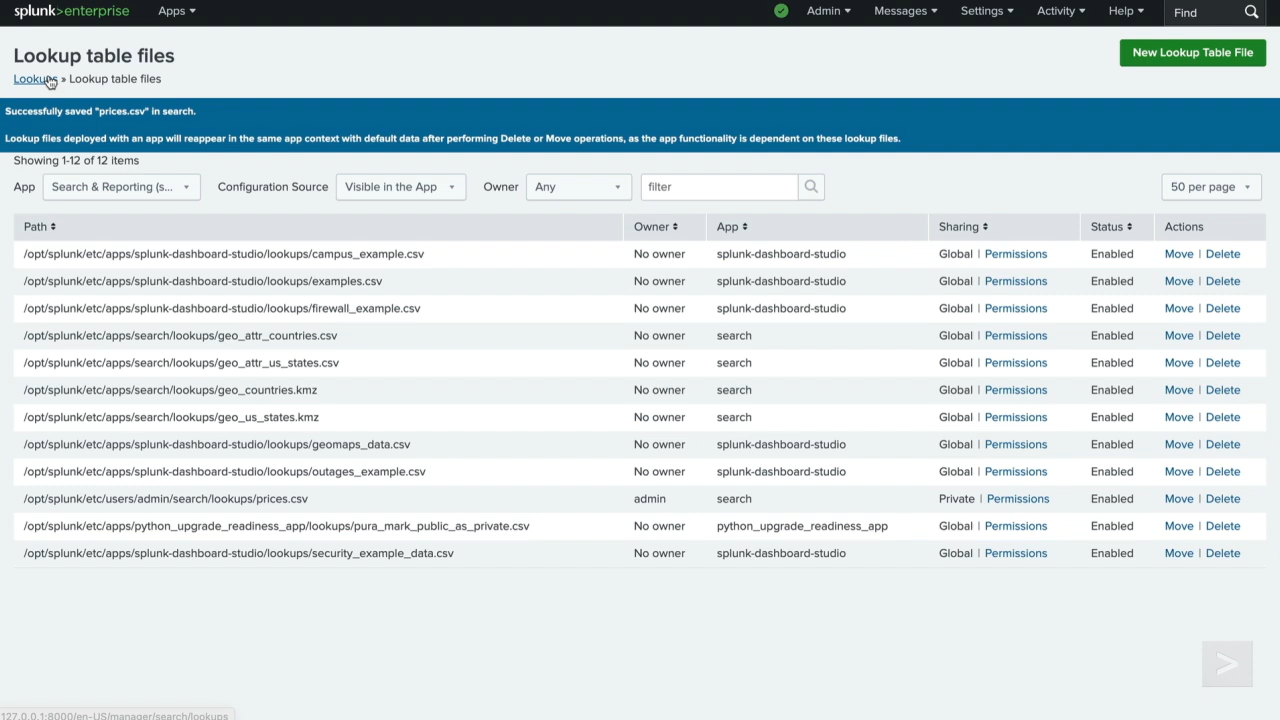 splunk>enterprise Apps Admin Messages Settings Activity Help Find
Lookup table files
New Lookup Table File
Lookups » Lookup table files
Successfully saved "prices.csv" in search.
Lookup files deployed with an app will reappear in the same app context with default data after performing Delete or Move operations, as the app functionality is dependent on these lookup files.
Showing 1-12 of 12 items
App Search & Reporting (s... Configuration Source Visible in the App Owner Any filter 50 per page
Path Owner App Sharing Status Actions
/opt/splunk/etc/apps/splunk-dashboard-studio/lookups/campus_example.csv No owner splunk-dashboard-studio Global | Permissions Enabled Move | Delete
/opt/splunk/etc/apps/splunk-dashboard-studio/lookups/examples.csv No owner splunk-dashboard-studio Global | Permissions Enabled Move | Delete
/opt/splunk/etc/apps/splunk-dashboard-studio/lookups/firewall_example.csv No owner splunk-dashboard-studio Global | Permissions Enabled Move | Delete
/opt/splunk/etc/apps/search/lookups/geo_attr_countries.csv No owner search Global | Permissions Enabled Move | Delete
/opt/splunk/etc/apps/search/lookups/geo_attr_us_states.csv No owner search Global | Permissions Enabled Move | Delete
/opt/splunk/etc/apps/search/lookups/geo_countries.kmz No owner search Global | Permissions Enabled Move | Delete
/opt/splunk/etc/apps/search/lookups/geo_us_states.kmz No owner search Global | Permissions Enabled Move | Delete
/opt/splunk/etc/apps/splunk-dashboard-studio/lookups/geomaps_data.csv No owner splunk-dashboard-studio Global | Permissions Enabled Move | Delete
/opt/splunk/etc/apps/splunk-dashboard-studio/lookups/outages_example.csv No owner splunk-dashboard-studio Global | Permissions Enabled Move | Delete
/opt/splunk/etc/users/admin/search/lookups/prices.csv admin search Private | Permissions Enabled Move | Delete
/opt/splunk/etc/apps/python_upgrade_readiness_app/lookups/pura_mark_public_as_private.csv No owner python_upgrade_readiness_app Global | Permissions Enabled Move | Delete
/opt/splunk/etc/apps/splunk-dashboard-studio/lookups/security_example_data.csv No owner splunk-dashboard-studio Global | Permissions Enabled Move | Delete
127.0.0.1:8000/en-US/manager/search/lookups